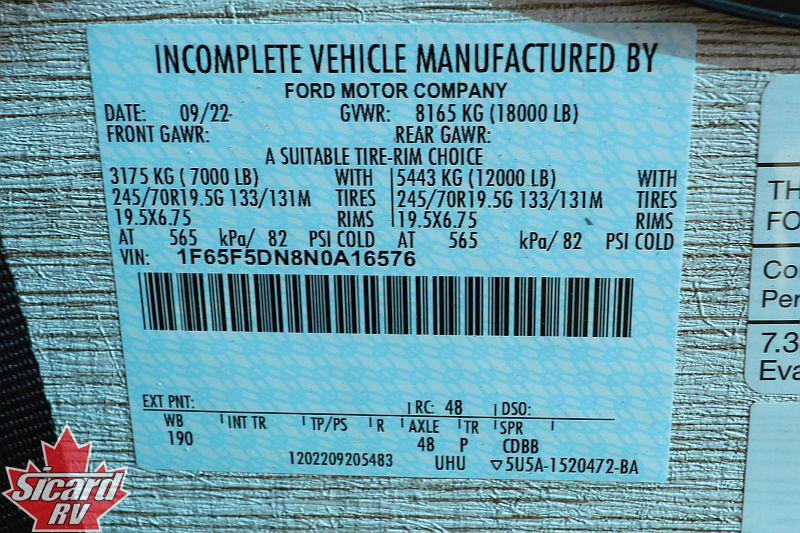 INCOMPLETE VEHICLE MANUFACTURED BY
FORD MOTOR COMPANY
DATE: 09/22 GVWR: 8165 KG (18000 LB)
FRONT GAWR: REAR GAWR:
A SUITABLE TIRE-RIM CHOICE
3175 KG ( 7000 LB) WITH 5443 KG (12000 LB) WITH
245/70R19.5G 133/131M TIRES 245/70R19.5G 133/131M TIRES
19.5X6.75 RIMS 19.5X6.75 RIMS
AT 565 kPa/ 82 PSI COLD AT 565 kPa/ 82 PSI COLD
VIN: 1F65F5DN8N0A16576
EXT PNT: RC: 48 DSO:
WB INT TR TP/PS R AXLE TR SPR
190 48 P CDBB
1202209205483 UHU ▽5U5A-1520472-BA
TH
FO
Co
Per
7.3
Eva
Sicard
RV